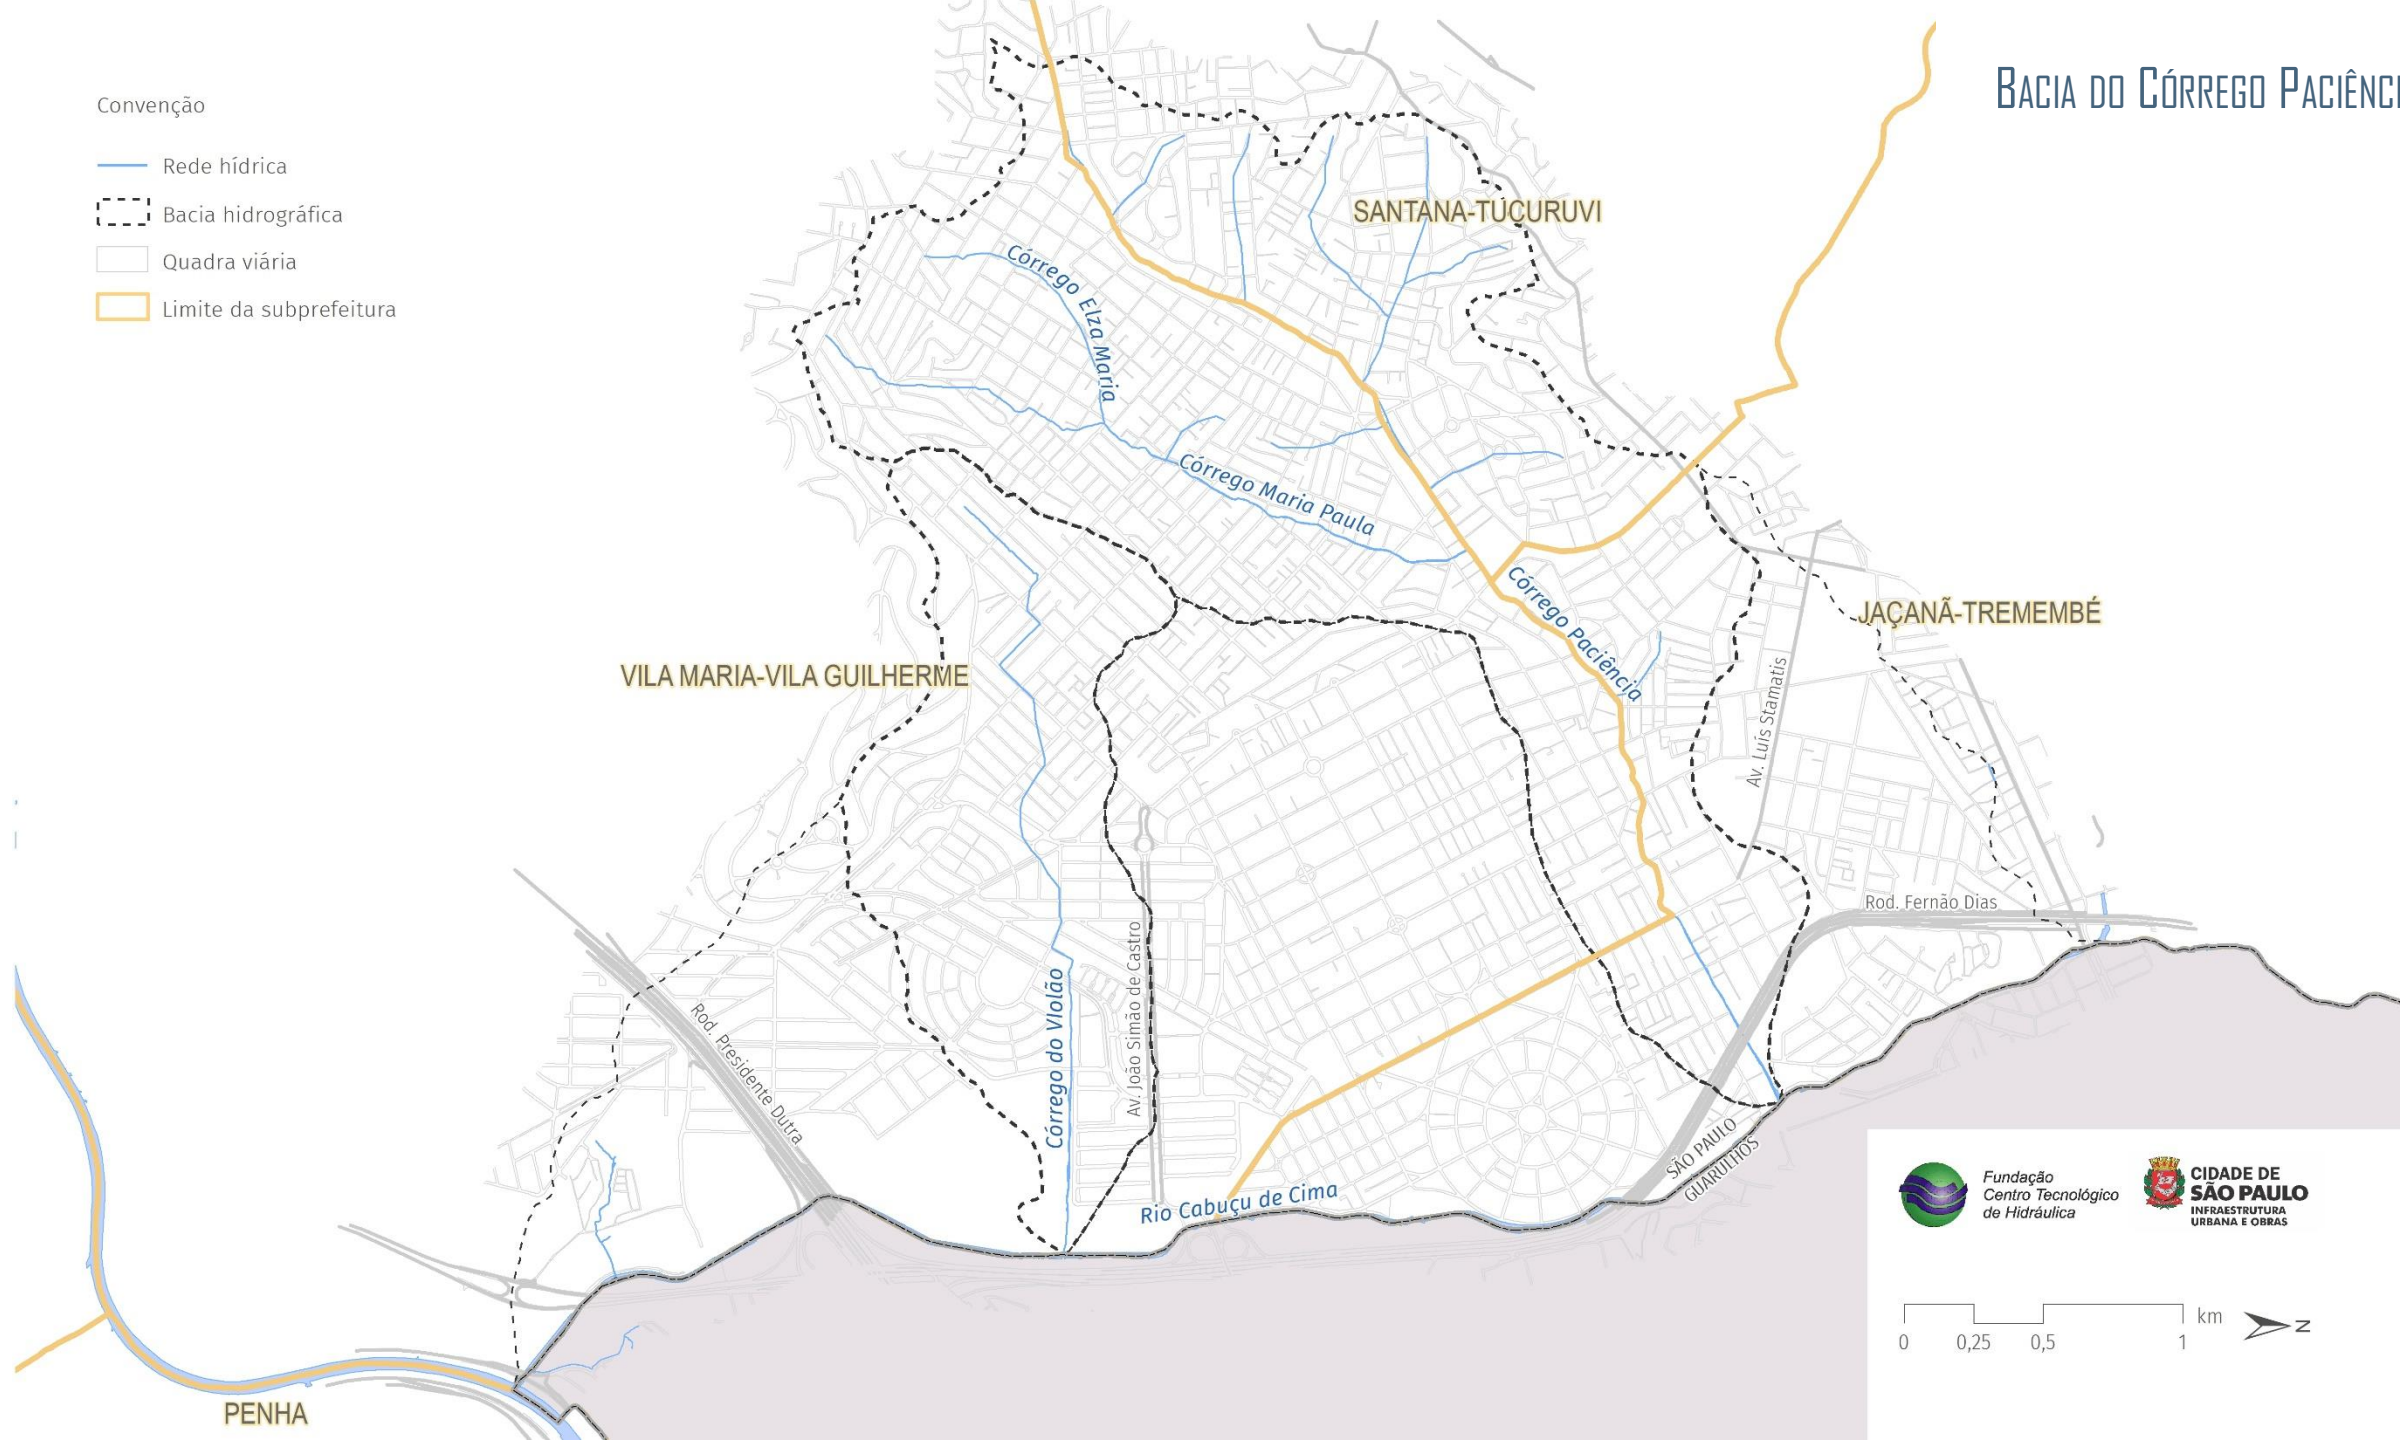 BACIA DO CÓRREGO PACIÊNCI
Convenção
Rede hídrica
Bacia hidrográfica
Quadra viária
Limite da subprefeitura
SANTANA-TUCURUVI
Córrego Elza Maria
Córrego Maria Paula
Córrego Paciência
JAÇANÃ-TREMEMBÉ
VILA MARIA-VILA GUILHERME
Av. Luís Stamatis
Rod. Fernão Dias
Av. João Simão de Castro
Córrego do VIolão
Rod. Presidente Dutra
Rio Cabuçu de Cima
SÃO PAULO
GUARULHOS
PENHA
Fundação
Centro Tecnológico
de Hidráulica
CIDADE DE
SÃO PAULO
INFRAESTRUTURA
URBANA E OBRAS
km
0 0,25 0,5 1
N